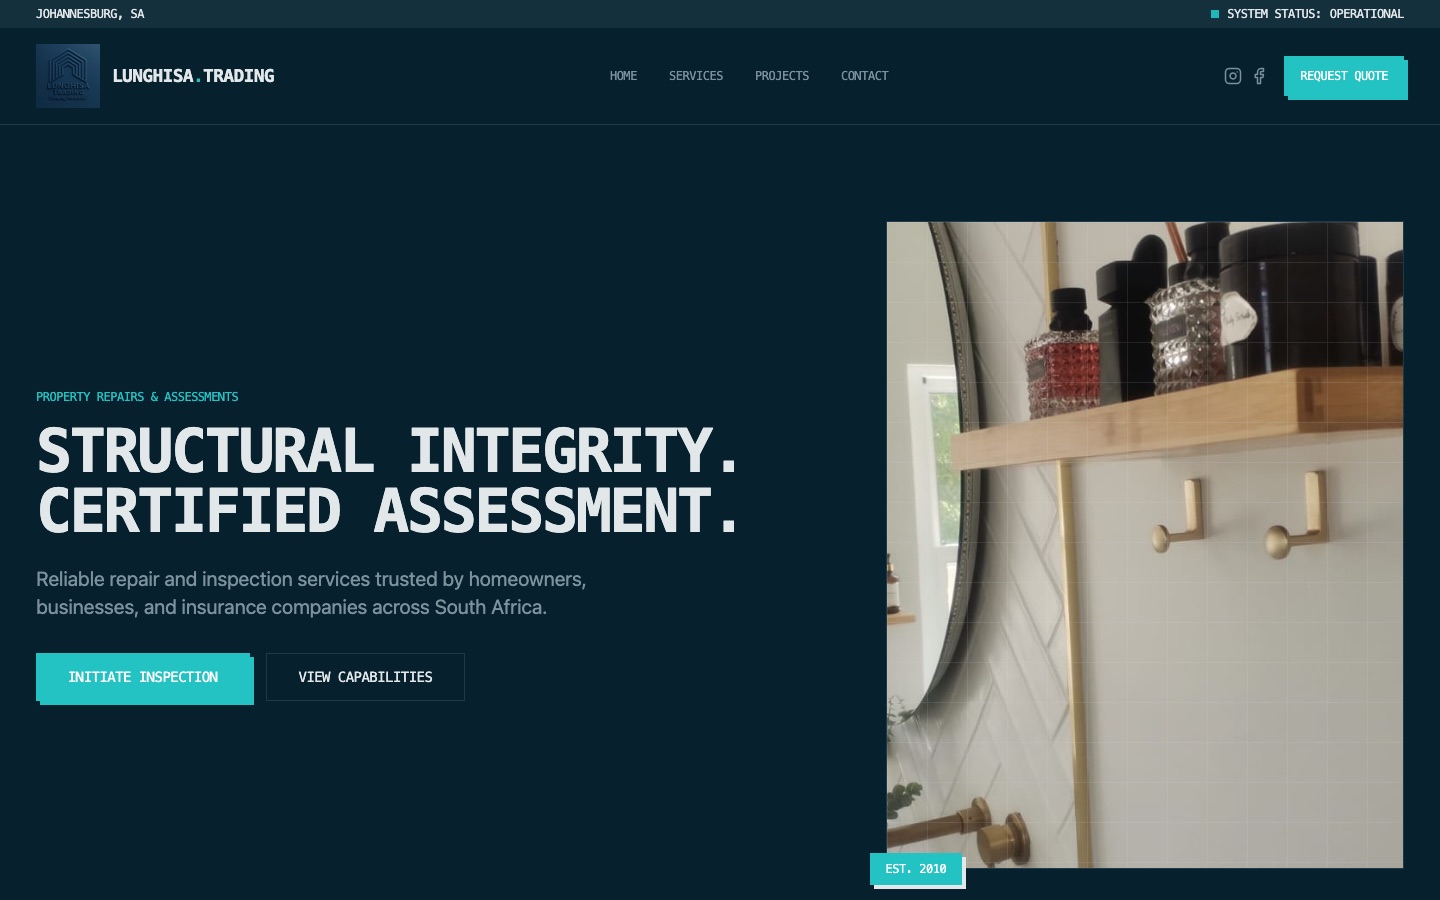 JOHANNESBURG, SA
SYSTEM STATUS: OPERATIONAL
LUNGHISA
TRADING
LUNGHISA.TRADING
HOME
SERVICES
PROJECTS
CONTACT
REQUEST QUOTE
PROPERTY REPAIRS & ASSESSMENTS
STRUCTURAL INTEGRITY.
CERTIFIED ASSESSMENT.
Reliable repair and inspection services trusted by homeowners,
businesses, and insurance companies across South Africa.
INITIATE INSPECTION
VIEW CAPABILITIES
EST. 2010